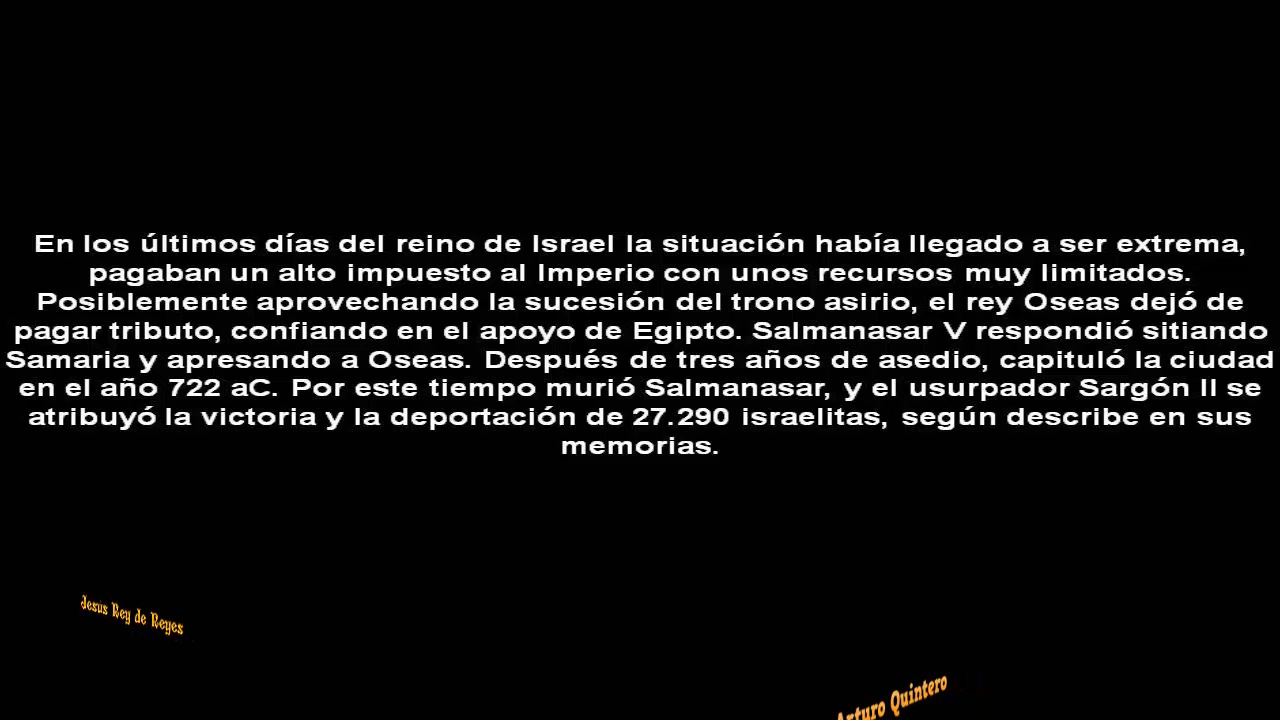 En los últimos días del reino de Israel la situación había llegado a ser extrema,
pagaban un alto impuesto al Imperio con unos recursos muy limitados.
Posiblemente aprovechando la sucesión del trono asirio, el rey Oseas dejó de
pagar tributo, confiando en el apoyo de Egipto. Salmanasar V respondió sitiando
Samaria y apresando a Oseas. Después de tres años de asedio, capituló la ciudad
en el año 722 aC. Por este tiempo murió Salmanasar, y el usurpador Sargón II se
atribuyó la victoria y la deportación de 27.290 israelitas, según describe en sus
memorias.
Jesús Rey de Reyes
Arturo Quintero